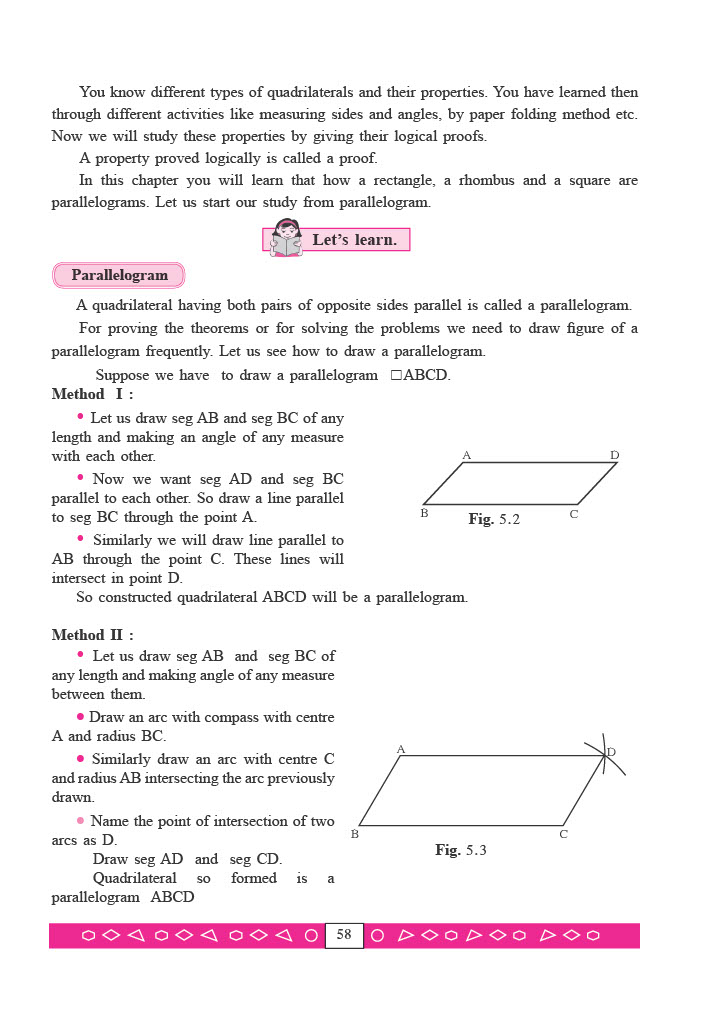 You know different types of quadrilaterals and their properties. You have learned then
through different activities like measuring sides and angles, by paper folding method etc.
Now we will study these properties by giving their logical proofs.
A property proved logically is called a proof.
In this chapter you will learn that how a rectangle, a rhombus and a square are
parallelograms. Let us start our study from parallelogram.
Let's learn.
Parallelogram
A quadrilateral having both pairs of opposite sides parallel is called a parallelogram.
For proving the theorems or for solving the problems we need to draw figure of a
parallelogram frequently. Let us see how to draw a parallelogram.
Suppose we have to draw a parallelogram □ABCD.
Method I :
• Let us draw seg AB and seg BC of any
length and making an angle of any measure
with each other.
• Now we want seg AD and seg BC
parallel to each other. So draw a line parallel
to seg BC through the point A.
• Similarly we will draw line parallel to
AB through the point C. These lines will
intersect in point D.
So constructed quadrilateral ABCD will be a parallelogram.
A D
B C
Fig. 5.2
Method II :
• Let us draw seg AB and seg BC of
any length and making angle of any measure
between them.
• Draw an arc with compass with centre
A and radius BC.
• Similarly draw an arc with centre C
and radius AB intersecting the arc previously
drawn.
• Name the point of intersection of two
arcs as D.
Draw seg AD and seg CD.
Quadrilateral so formed is a
parallelogram ABCD
A D
B C
Fig. 5.3
58